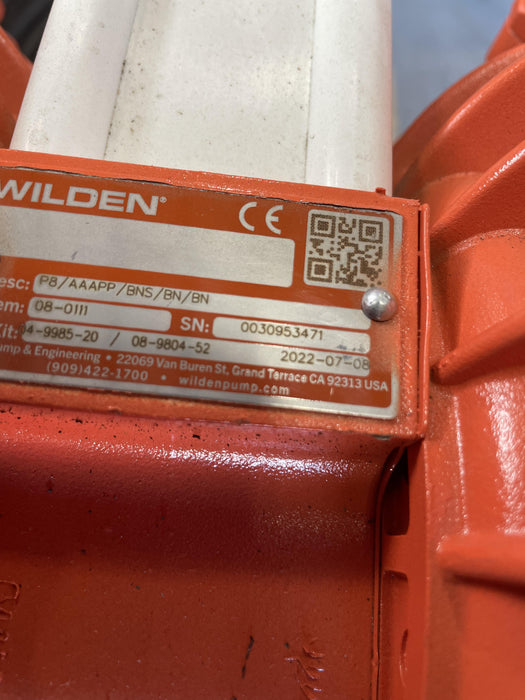 WILDEN®
CE
esc: P8/AAAPP/BNS/BN/BN
em: 08-0111 SN: 0030953471
Kit: 04-9985-20 / 08-9804-52 2022-07-08
ump & Engineering • 22069 Van Buren St, Grand Terrace CA 92313 USA
(909)422-1700 • wildenpump.com